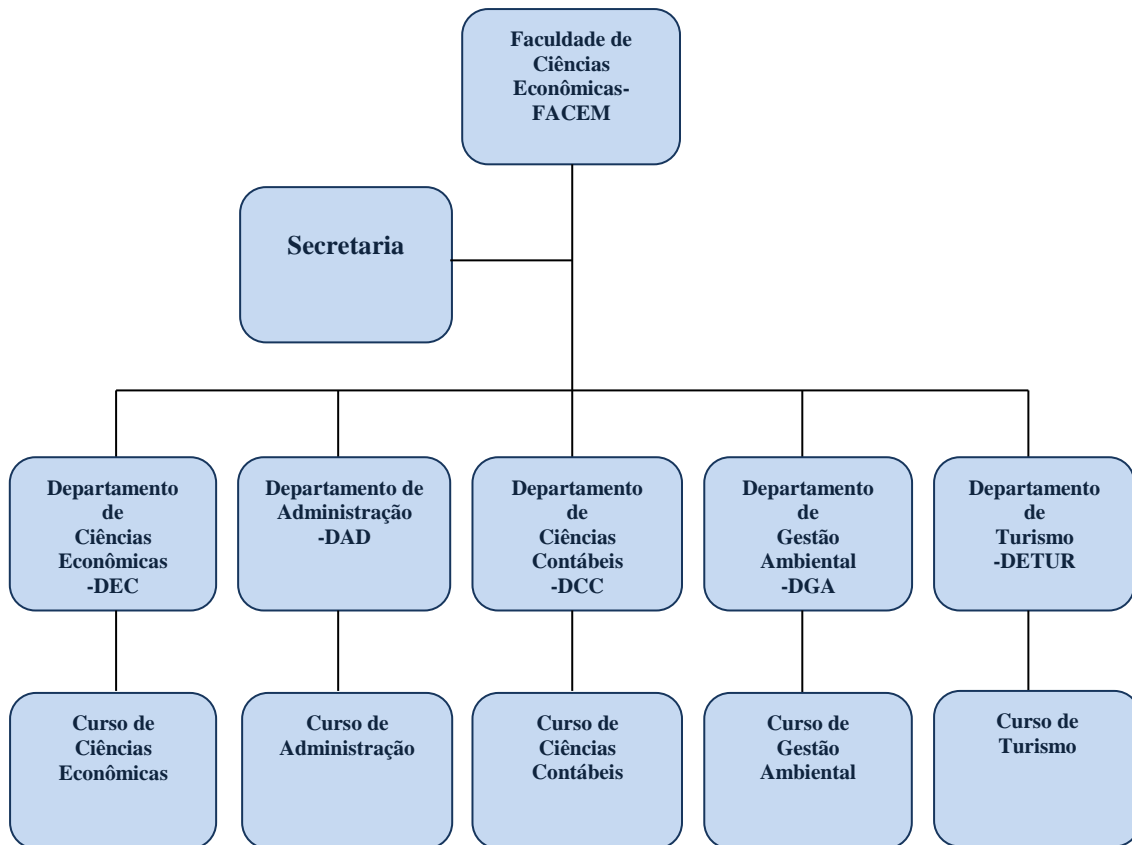 Faculdade de
Ciências
Econômicas-
FACEM
Secretaria
Departamento
de
Ciências
Econômicas
-DEC
Departamento de
Administração
-DAD
Departamento
de
Ciências
Contábeis
-DCC
Departamento
de
Gestão
Ambiental
-DGA
Departamento
de
Turismo
-DETUR
Curso de
Ciências
Econômicas
Curso de
Administração
Curso de
Ciências
Contábeis
Curso de
Gestão
Ambiental
Curso de
Turismo